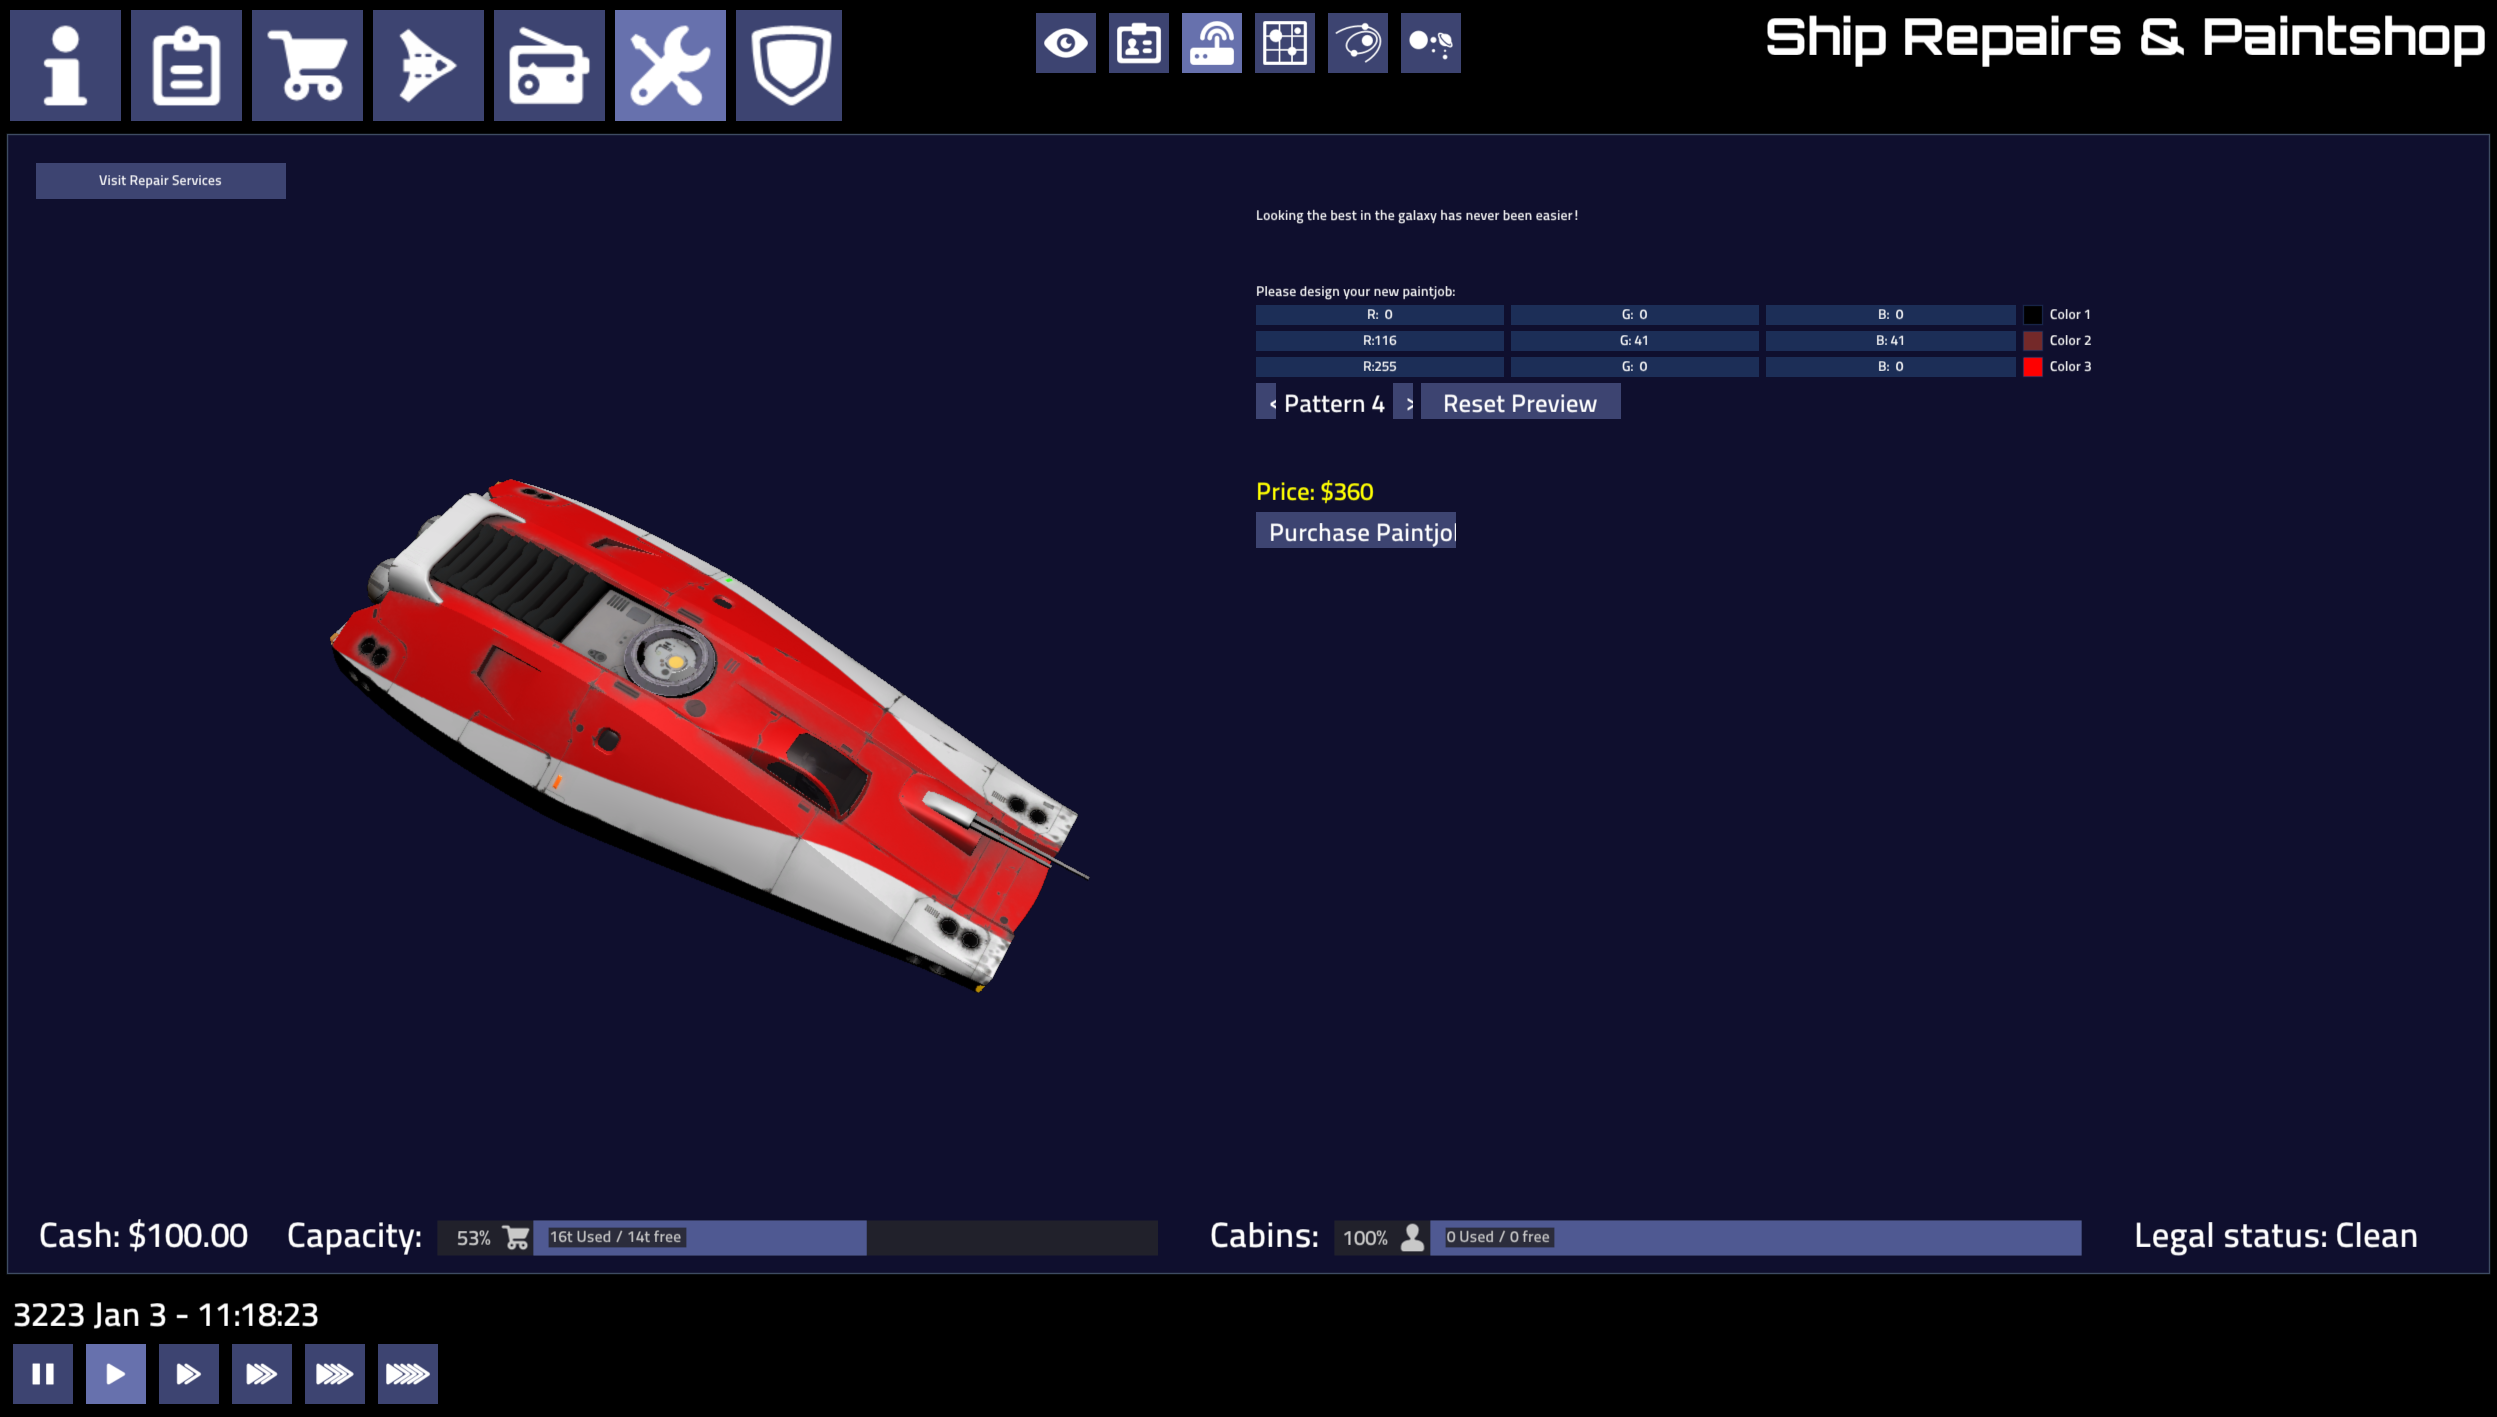 Ship Repairs & Paintshop
Visit Repair Services
Looking the best in the galaxy has never been easier!
Please design your new paintjob:
R: 0 G: 0 B: 0 Color 1
R:116 G: 41 B: 41 Color 2
R:255 G: 0 B: 0 Color 3
< Pattern 4 > Reset Preview
Price: $360
Purchase Paintjo
Cash: $100.00 Capacity: 53% 16t Used / 14t free Cabins: 100% 0 Used / 0 free Legal status: Clean
3223 Jan 3 - 11:18:23